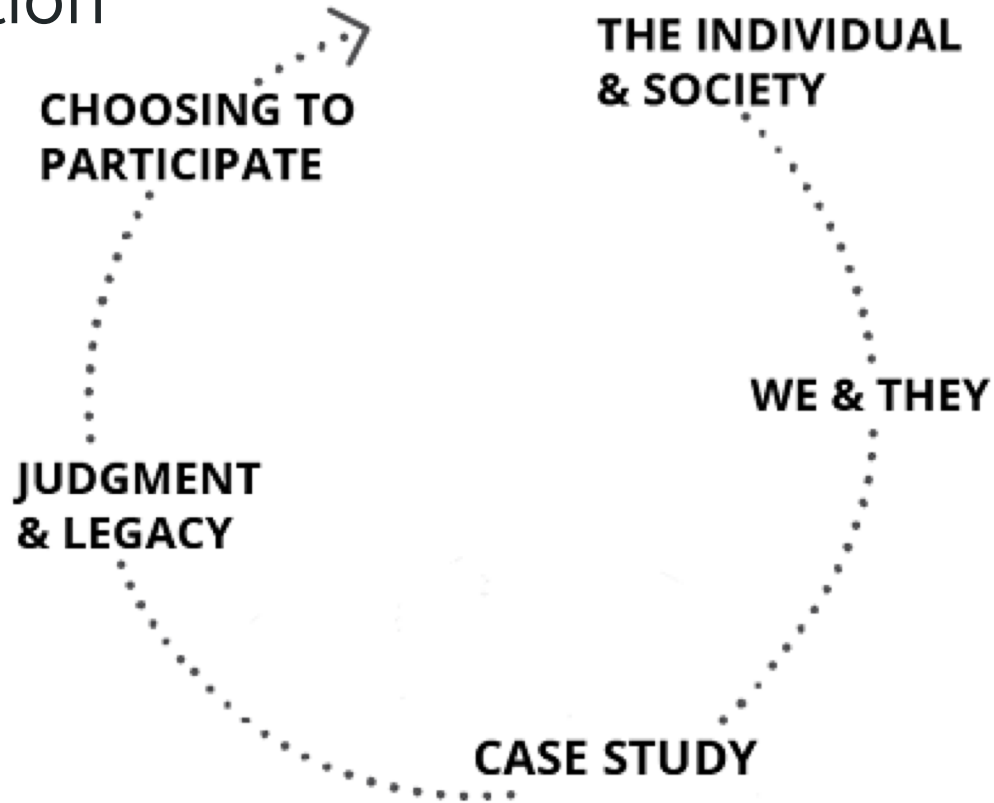 THE INDIVIDUAL
& SOCIETY
WE & THEY
CASE STUDY
JUDGMENT
& LEGACY
CHOOSING TO
PARTICIPATE